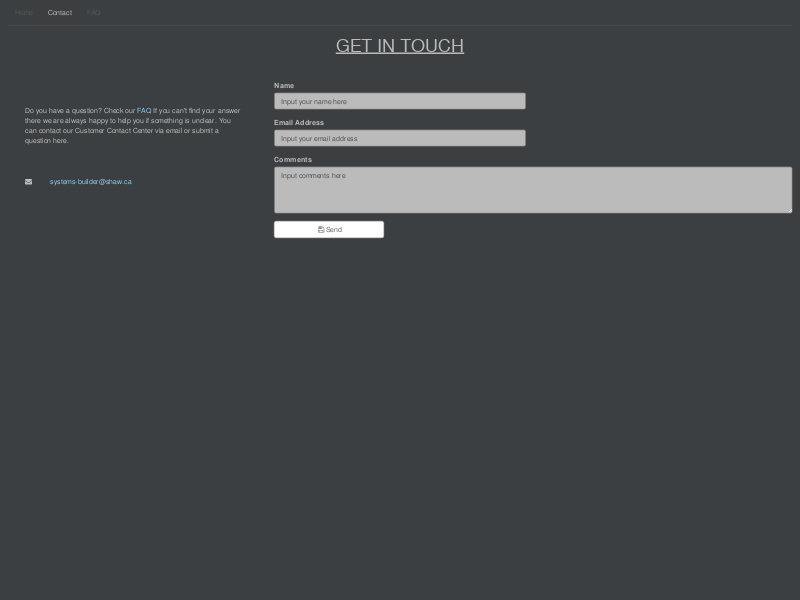 Home Contact FAQ
GET IN TOUCH
Do you have a question? Check our FAQ If you can't find your answer
there we are always happy to help you if something is unclear. You
can contact our Customer Contact Center via email or submit a
question here.
systems-builder@shaw.ca
Name
Input your name here
Email Address
Input your email address
Comments
Input comments here
Send